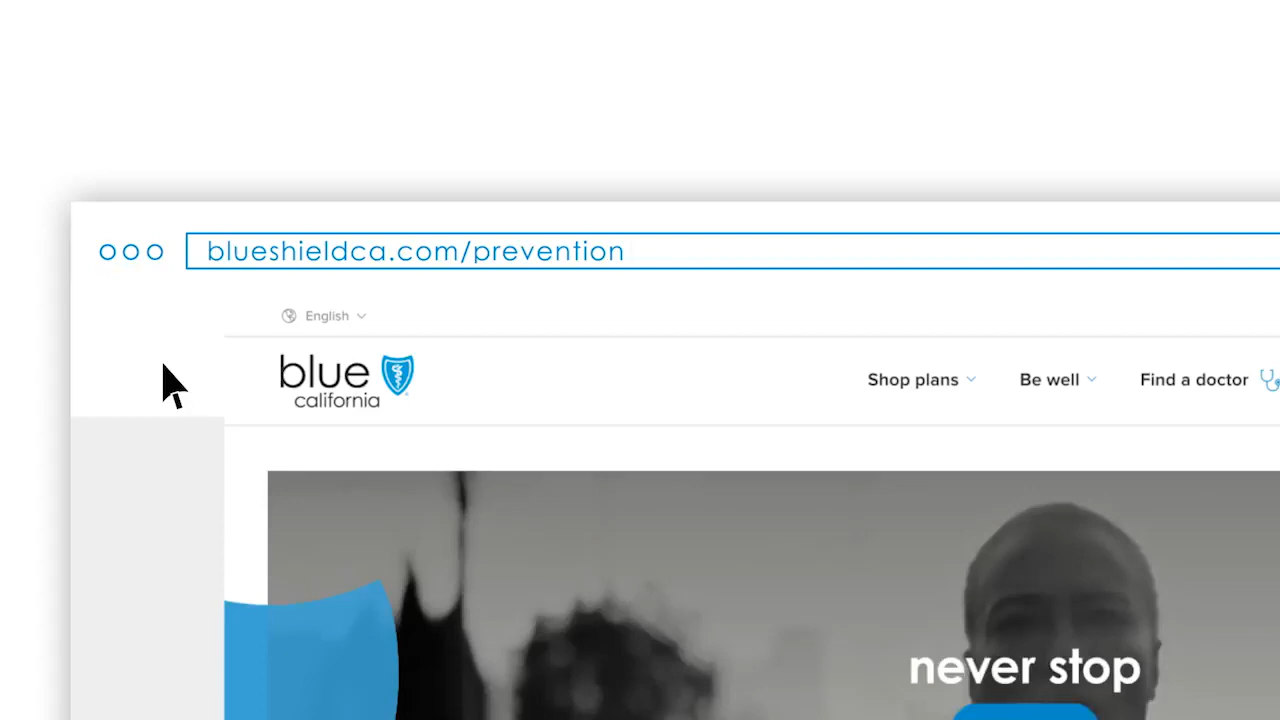 blueshieldca.com/prevention
English
blue
california
Shop plans Be well Find a doctor
never stop